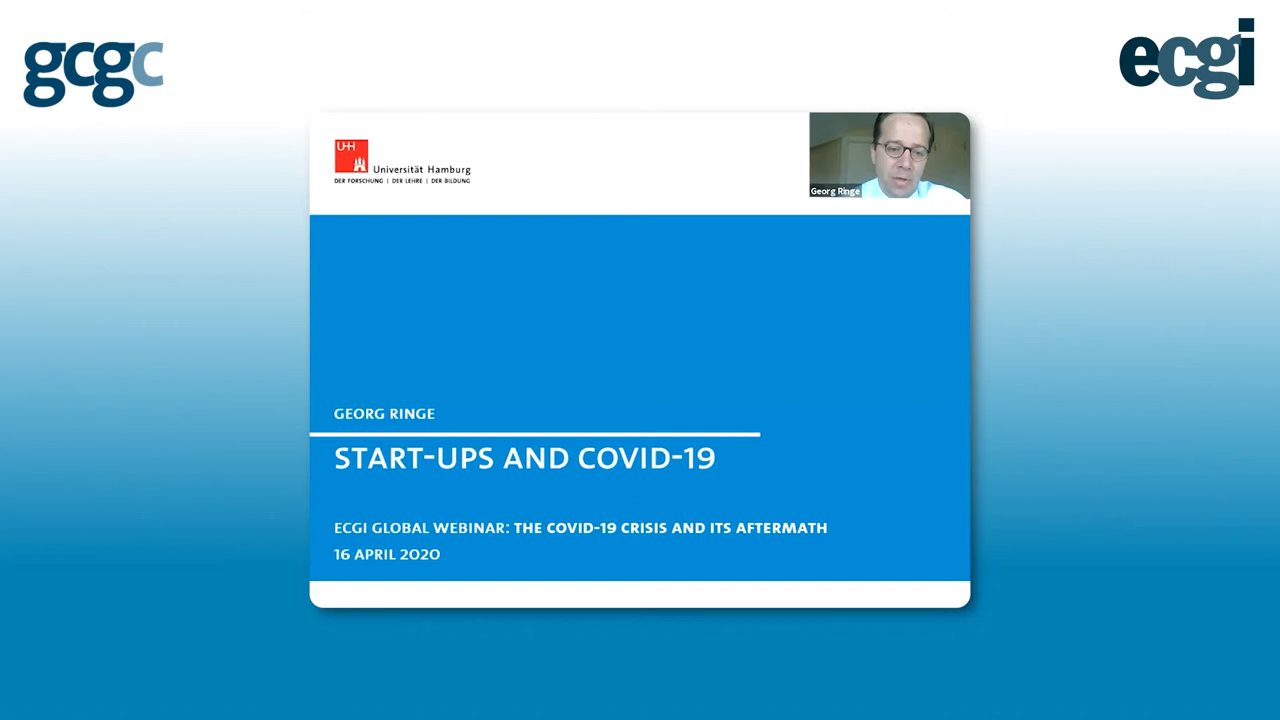 gcgc
ecgi
UHH
Universität Hamburg
DER FORSCHUNG | DER LEHRE | DER BILDUNG
Georg Ringe
GEORG RINGE
START-UPS AND COVID-19
ECGI GLOBAL WEBINAR: THE COVID-19 CRISIS AND ITS AFTERMATH
16 APRIL 2020